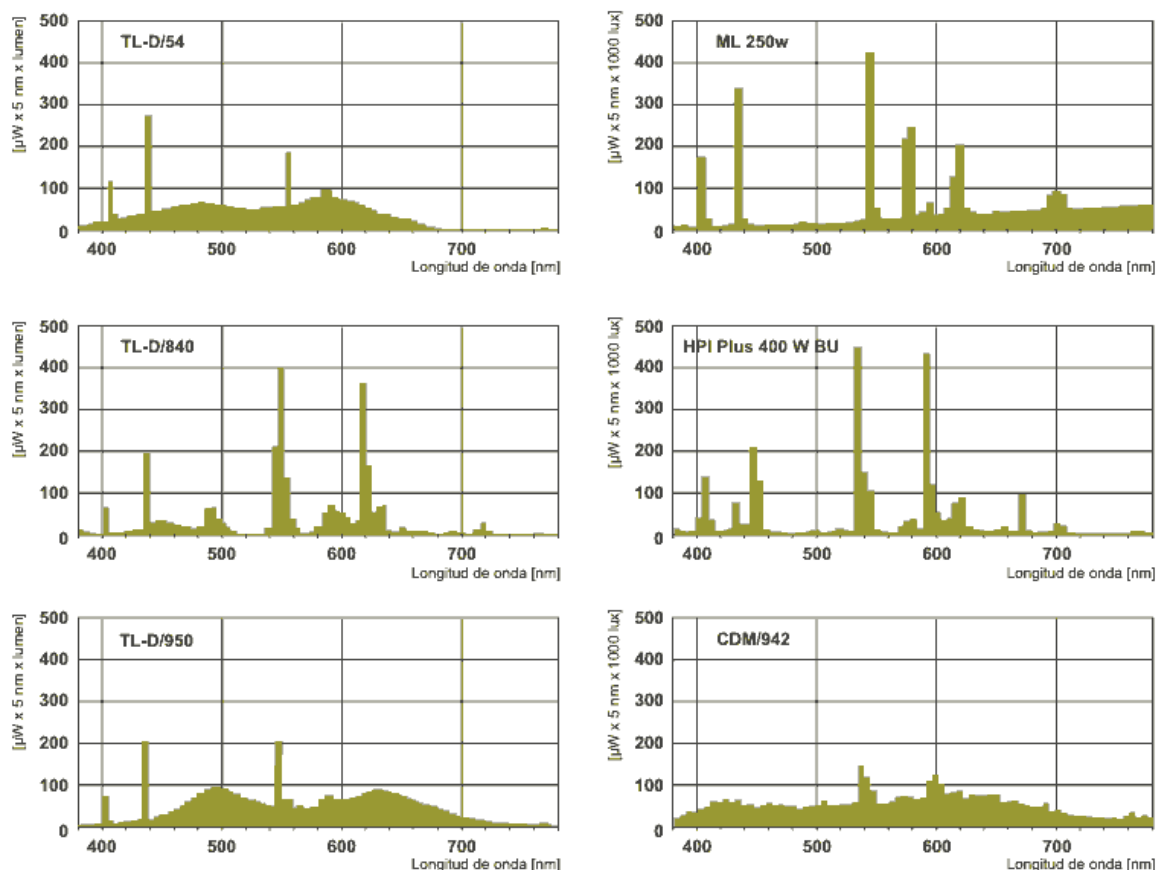 [µW x 5 nm x lumen]
500
400
300
200
100
0
TL-D/54
400 500 600 700
Longitud de onda [nm]
[µW x 5 nm x 1000 lux]
500
400
300
200
100
0
ML 250w
400 500 600 700
Longitud de onda [nm]
[µW x 5 nm x lumen]
500
400
300
200
100
0
TL-D/840
400 500 600 700
Longitud de onda [nm]
[µW x 5 nm x 1000 lux]
500
400
300
200
100
0
HPI Plus 400 W BU
400 500 600 700
Longitud de onda [nm]
[µW x 5 nm x lumen]
500
400
300
200
100
0
TL-D/950
400 500 600 700
Longitud de onda [nm]
[µW x 5 nm x 1000 lux]
500
400
300
200
100
0
CDM/942
400 500 600 700
Longitud de onda [nm]